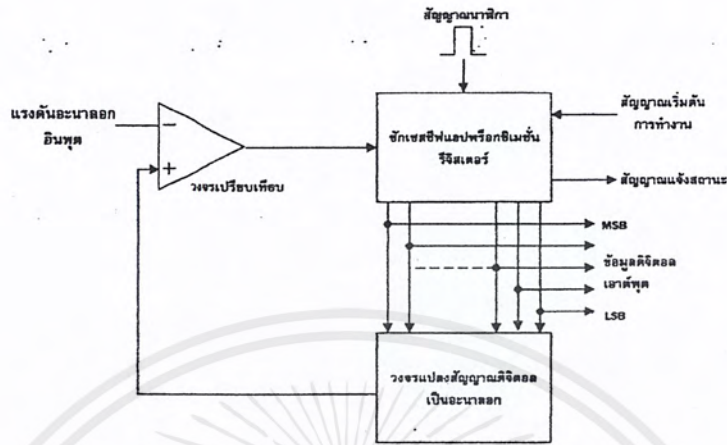 สัญญาณนาฬิกา
แรงดันอะนาลอก
อินพุต
−
+
วงจรเปรียบเทียบ
ซักเซสซีฟแอปพร็อกซิเมชั่น
รีจิสเตอร์
สัญญาณเริ่มต้น
การทำงาน
สัญญาณแจ้งสถานะ
MSB
ข้อมูลดิจิตอล
เอาต์พุต
LSB
วงจรแปลงสัญญาณดิจิตอล
เป็นอะนาลอก